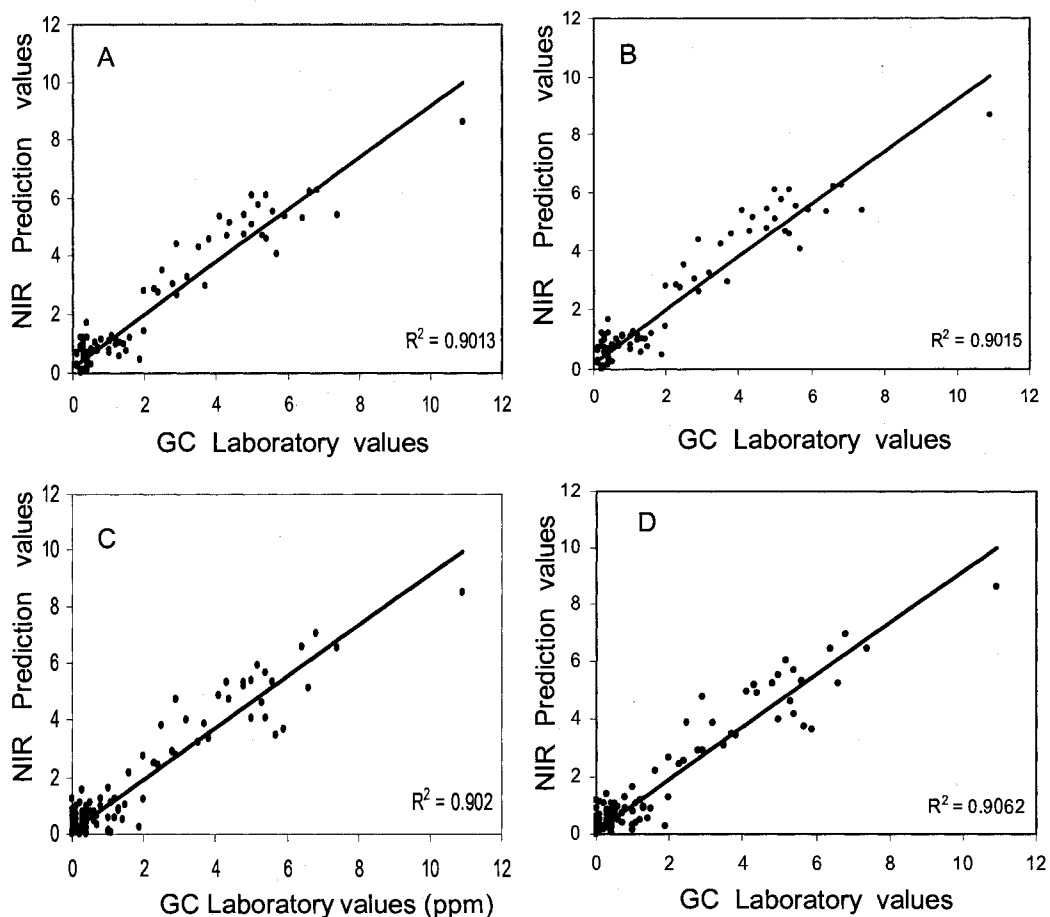 A
NIR Prediction values
12
10
8
6
4
2
0
R² = 0.9013
0 2 4 6 8 10 12
GC Laboratory values
B
NIR Prediction values
12
10
8
6
4
2
0
R² = 0.9015
0 2 4 6 8 10 12
GC Laboratory values
C
NIR Prediction values
12
10
8
6
4
2
0
R² = 0.902
0 2 4 6 8 10 12
GC Laboratory values (ppm)
D
NIR Prediction values
12
10
8
6
4
2
0
R² = 0.9062
0 2 4 6 8 10 12
GC Laboratory values